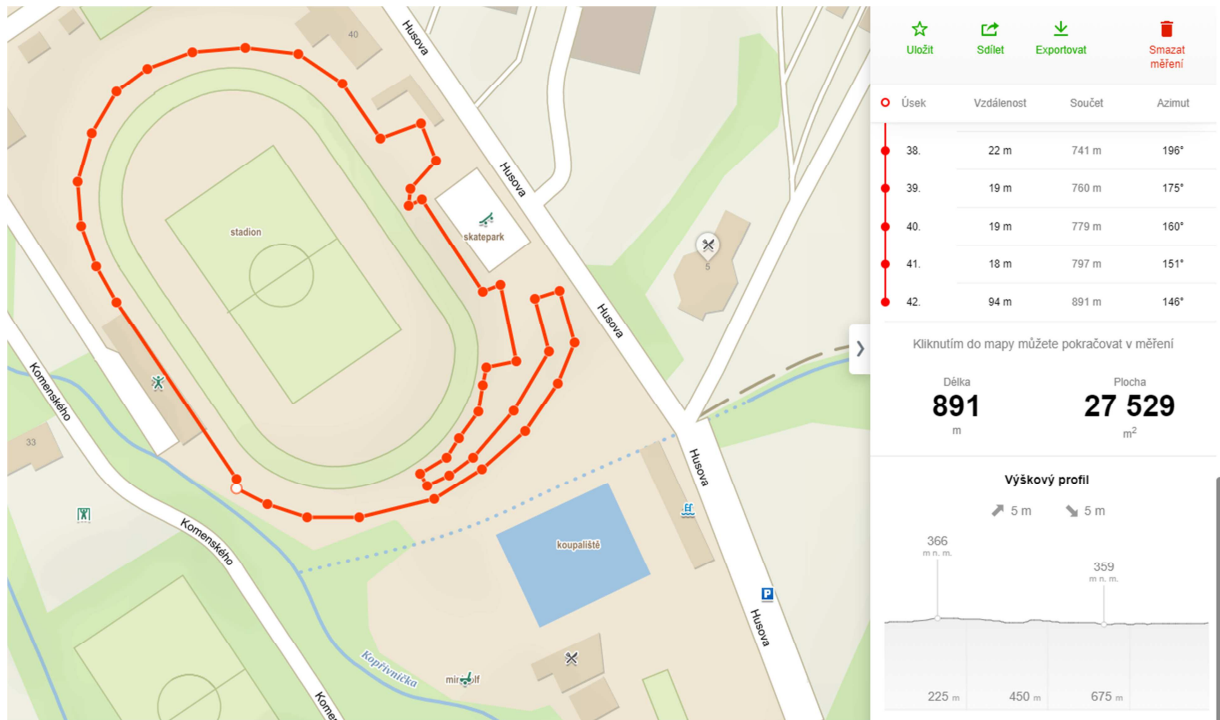 Husova
40
Husova
stadion
skatepark
5
Husova
Komenského
33
Husova
Komenského
koupaliště
Husova
Kopřivnička
Uložit
Sdílet
Exportovat
Smazat
měření
Úsek Vzdálenost Součet Azimut
38. 22 m 741 m 196°
39. 19 m 760 m 175°
40. 19 m 779 m 160°
41. 18 m 797 m 151°
42. 94 m 891 m 146°
Kliknutím do mapy můžete pokračovat v měření
Délka Plocha
891 27 529
m m²
Výškový profil
5 m 5 m
366
m n. m.
359
m n. m.
225 m 450 m 675 m
P